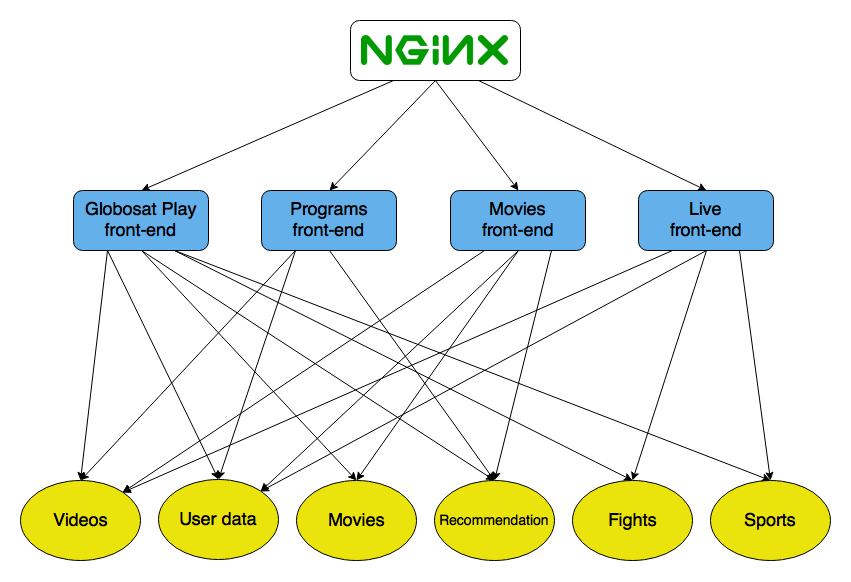 NGiNX
Globosat Play
front-end
Programs
front-end
Movies
front-end
Live
front-end
Videos
User data
Movies
Recommendation
Fights
Sports